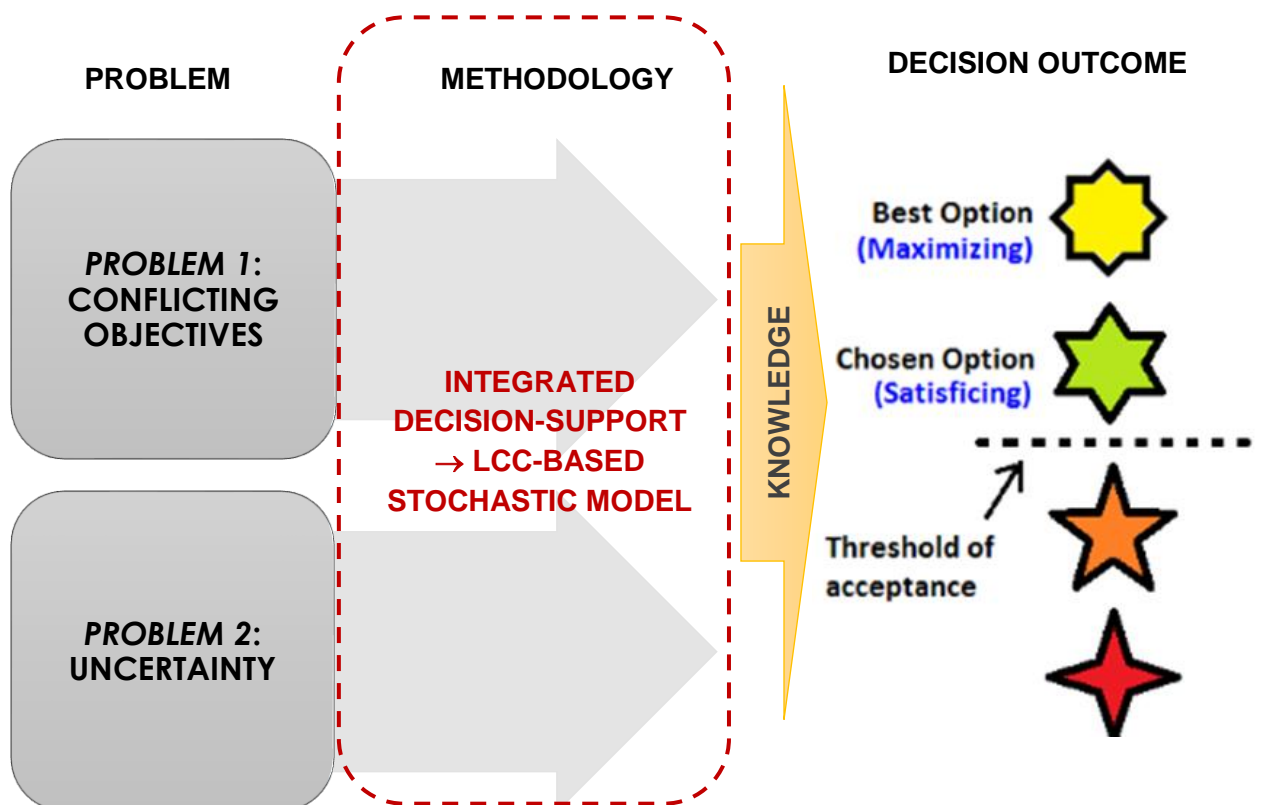 PROBLEM
METHODOLOGY
DECISION OUTCOME
PROBLEM 1:
CONFLICTING
OBJECTIVES
PROBLEM 2:
UNCERTAINTY
INTEGRATED
DECISION-SUPPORT
→ LCC-BASED
STOCHASTIC MODEL
KNOWLEDGE
Best Option
(Maximizing)
Chosen Option
(Satisficing)
Threshold of
acceptance